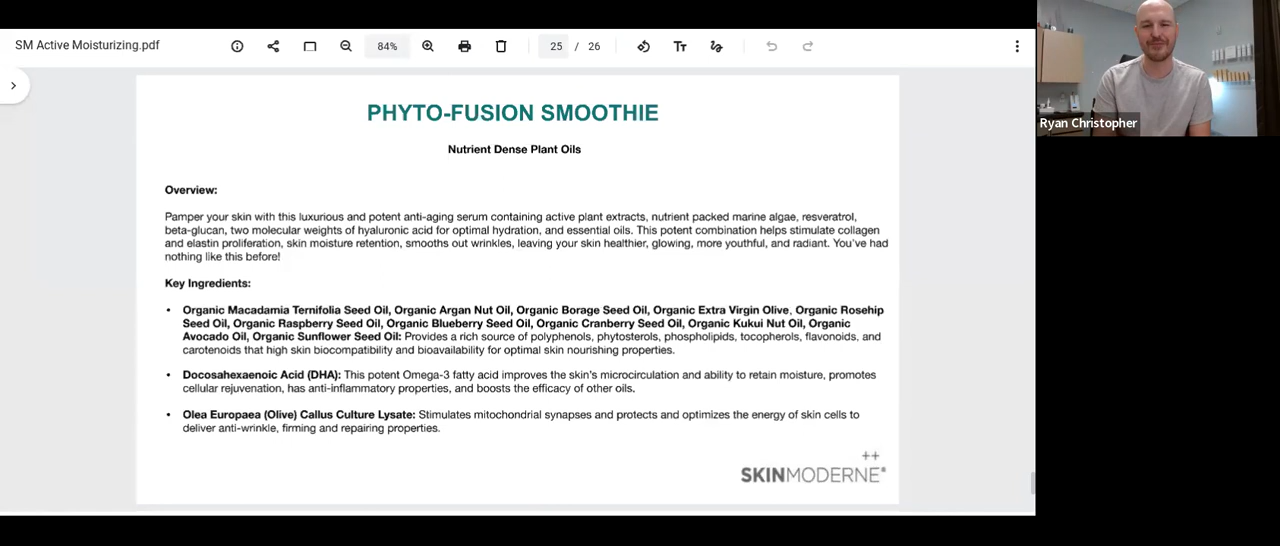 SM Active Moisturizing.pdf
84%
25 / 26
Ryan Christopher
PHYTO-FUSION SMOOTHIE
Nutrient Dense Plant Oils
Overview:
Pamper your skin with this luxurious and potent anti-aging serum containing active plant extracts, nutrient packed marine algae, resveratrol,
beta-glucan, two molecular weights of hyaluronic acid for optimal hydration, and essential oils. This potent combination helps stimulate collagen
and elastin proliferation, skin moisture retention, smooths out wrinkles, leaving your skin healthier, glowing, more youthful, and radiant. You've had
nothing like this before!
Key Ingredients:
• Organic Macadamia Ternifolia Seed Oil, Organic Argan Nut Oil, Organic Borage Seed Oil, Organic Extra Virgin Olive, Organic Rosehip
Seed Oil, Organic Raspberry Seed Oil, Organic Blueberry Seed Oil, Organic Cranberry Seed Oil, Organic Kukui Nut Oil, Organic
Avocado Oil, Organic Sunflower Seed Oil: Provides a rich source of polyphenols, phytosterols, phospholipids, tocopherols, flavonoids, and
carotenoids that high skin biocompatibility and bioavailability for optimal skin nourishing properties.
• Docosahexaenoic Acid (DHA): This potent Omega-3 fatty acid improves the skin's microcirculation and ability to retain moisture, promotes
cellular rejuvenation, has anti-inflammatory properties, and boosts the efficacy of other oils.
• Olea Europaea (Olive) Callus Culture Lysate: Stimulates mitochondrial synapses and protects and optimizes the energy of skin cells to
deliver anti-wrinkle, firming and repairing properties.
++
SKINMODERNE®